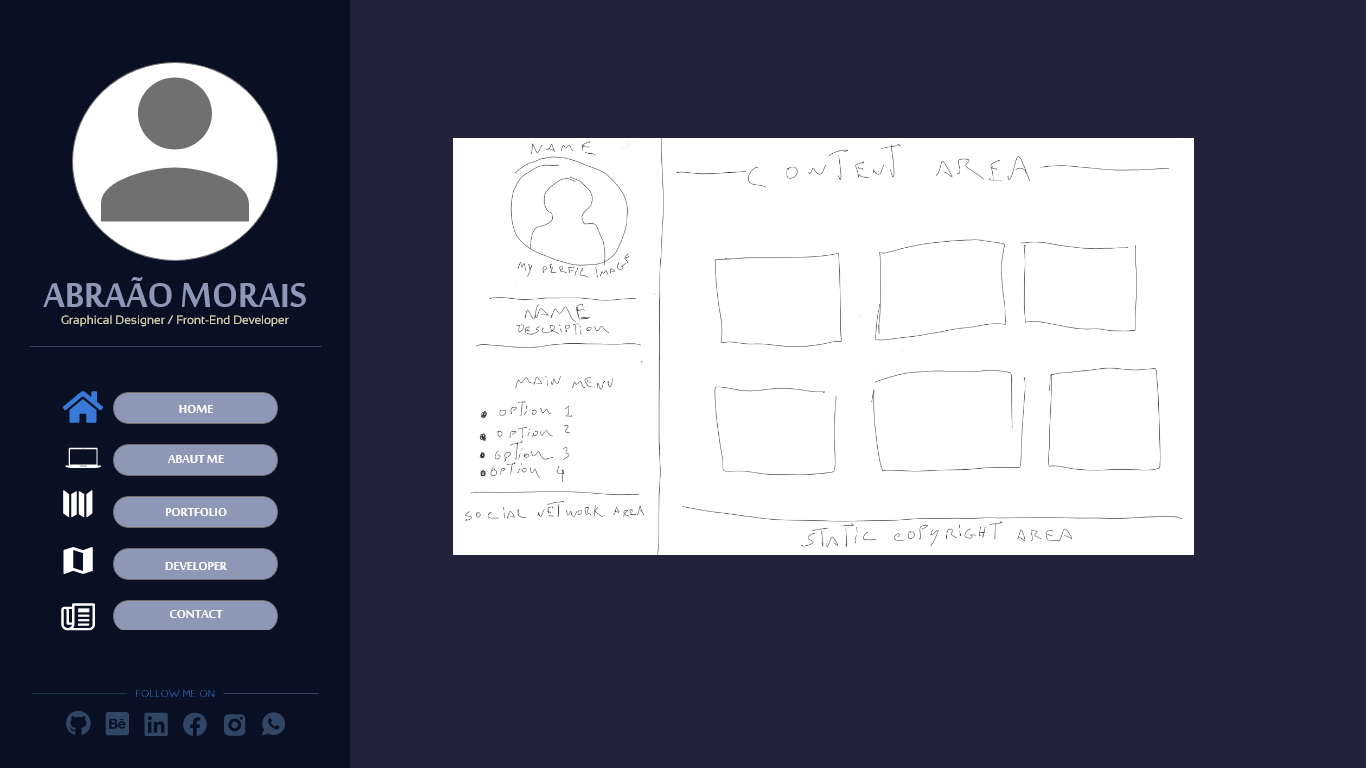 ABRAÃO MORAIS
Graphical Designer / Front-End Developer
HOME
ABAUT ME
PORTFOLIO
DEVELOPER
CONTACT
FOLLOW ME ON
Bē
in
NAME
MY PERFIL IMAGE
NAME
DESCRIPTION
MAIN MENU
OPTION 1
OPTION 2
OPTION 3
OPTION 4
SOCIAL NETWORK AREA
CONTENT AREA
STATIC COPYRIGHT AREA